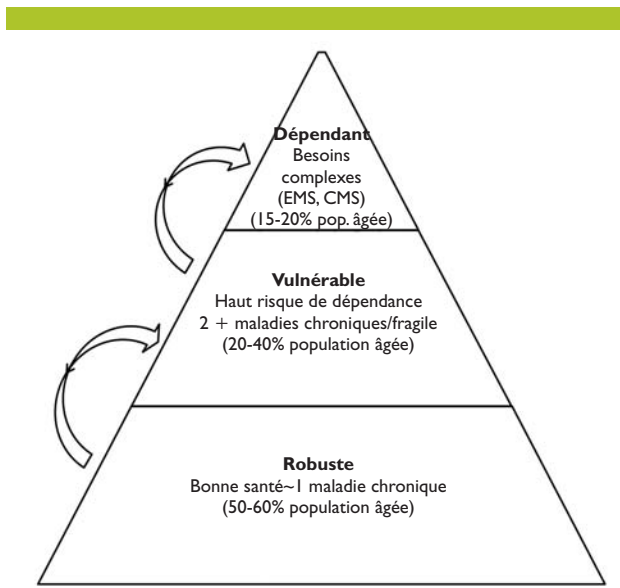 Dépendant
Besoins
complexes
(EMS, CMS)
(15-20% pop. âgée)
Vulnérable
Haut risque de dépendance
2 + maladies chroniques/fragile
(20-40% population âgée)
Robuste
Bonne santé~1 maladie chronique
(50-60% population âgée)